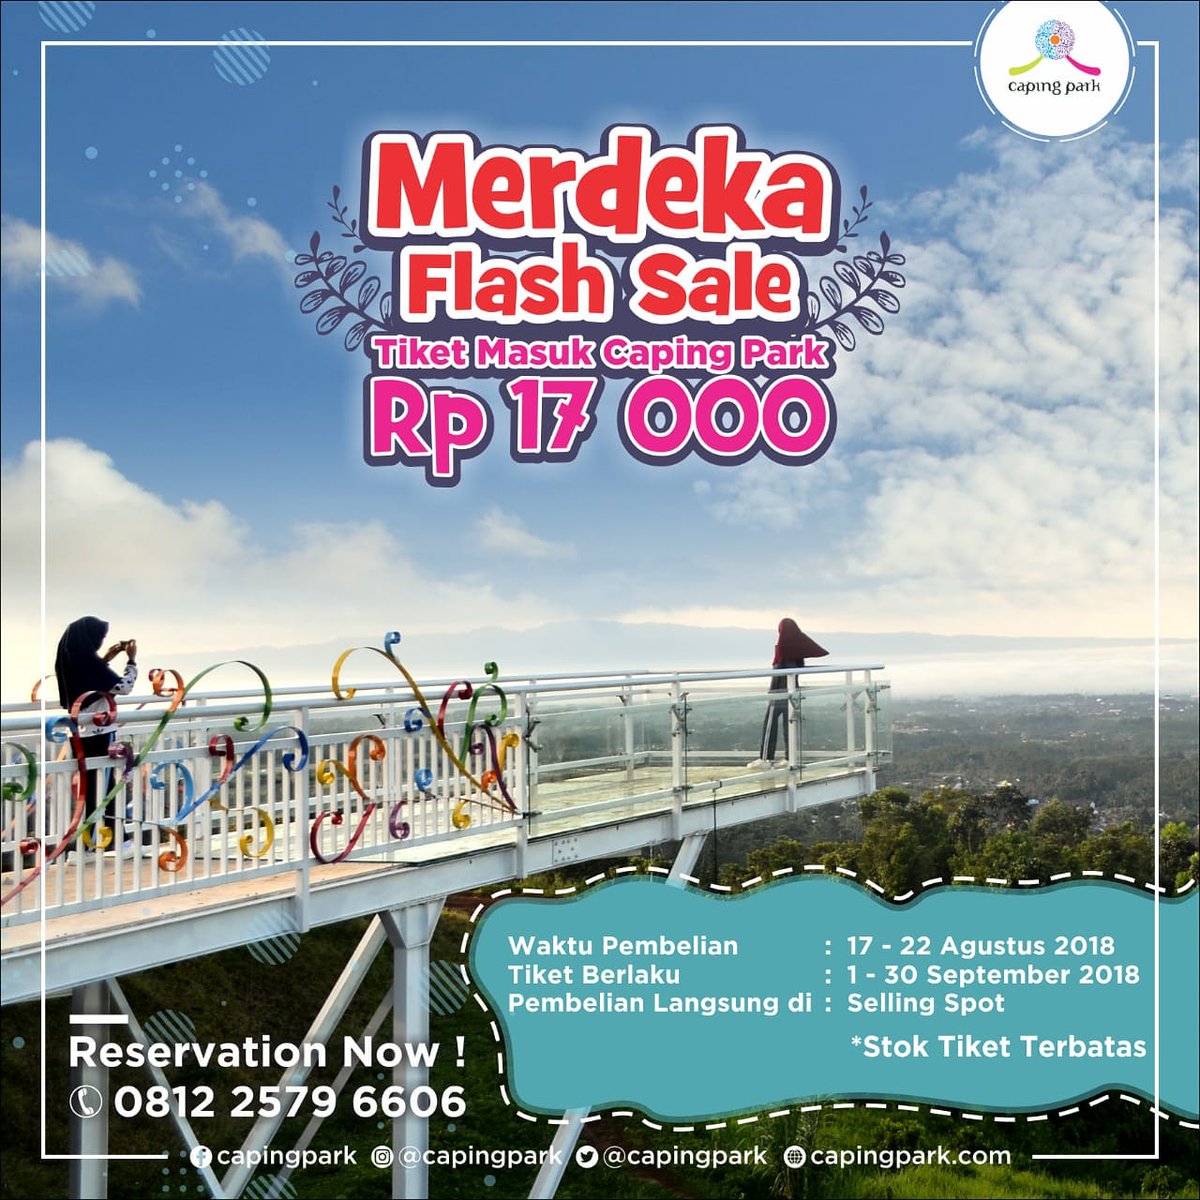 caping park
Merdeka
Flash Sale
Tiket Masuk Caping Park
Rp 17 000
Waktu Pembelian : 17 - 22 Agustus 2018
Tiket Berlaku : 1 - 30 September 2018
Pembelian Langsung di : Selling Spot
*Stok Tiket Terbatas
Reservation Now !
0812 2579 6606
capingpark @capingpark @capingpark capingpark.com